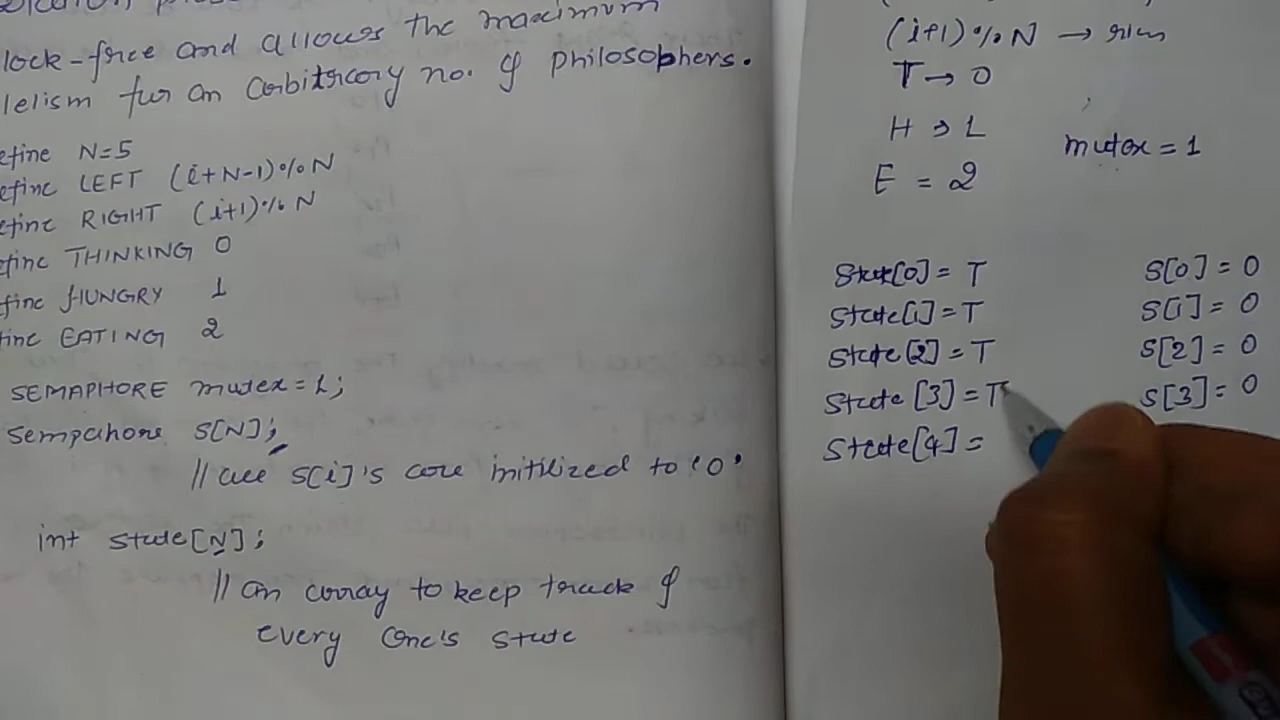 lock-free and allows the maximum
lelism for an arbitrary no. of philosophers.
efine N=5
efine LEFT (i+N-1)%N
efine RIGHT (i+1)%N
efine THINKING 0
efine HUNGRY 1
fine EATING 2
SEMAPHORE mutex=1;
Sempahore S[N];
//all S[i]'s are initilized to '0'
int state[N];
//an array to keep track of
every one's state
(i+1)%N →
T→0
H→1
E=2
mutex=1
State[0]=T
State[1]=T
State[2]=T
State[3]=T
State[4]=
S[0]=0
S[1]=0
S[2]=0
S[3]=0